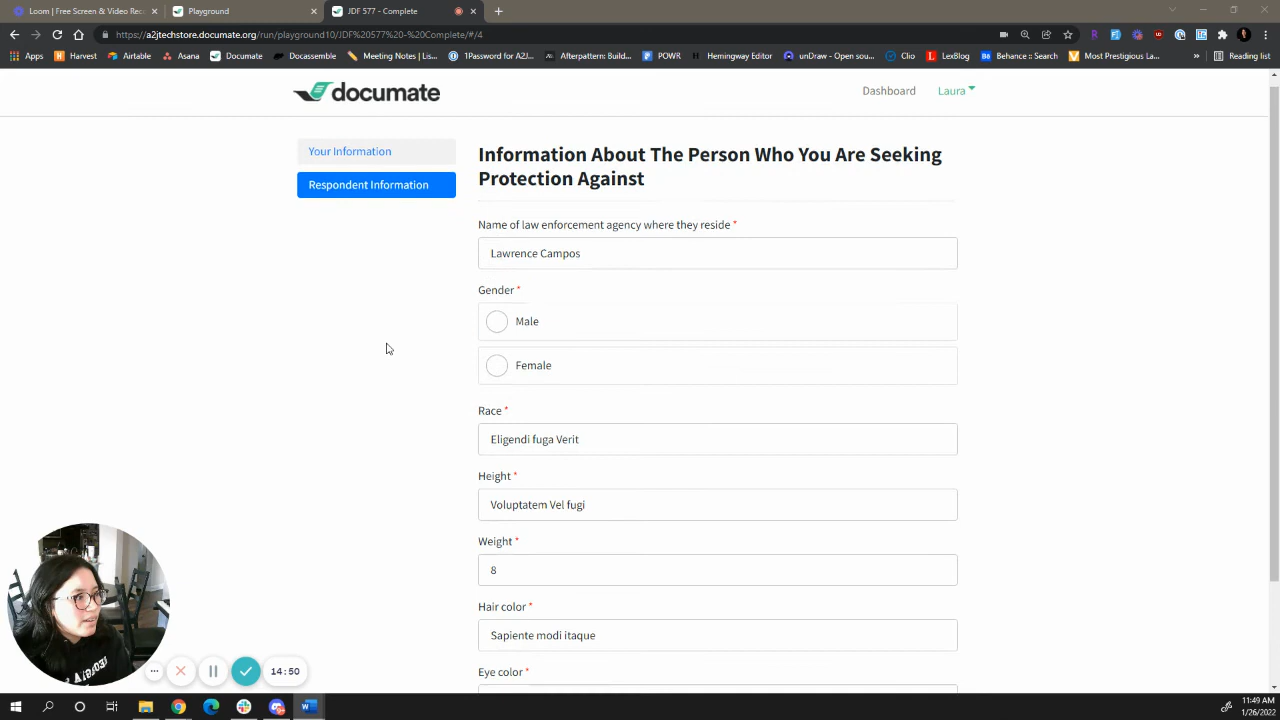 Loom | Free Screen & Video Rec
Playground
JDF 577 - Complete
https://a2jtechstore.documate.org/run/playground10/JDF%20577%20-%20Complete/#/4
Apps
Harvest
Airtable
Asana
Documate
Docassemble
Meeting Notes | Lis...
1Password for A2J...
Afterpattern: Build...
POWR
Hemingway Editor
unDraw - Open sou...
Clio
LexBlog
Behance :: Search
Most Prestigious La...
»
Reading list
documate
Dashboard
Laura
Your Information
Respondent Information
Information About The Person Who You Are Seeking
Protection Against
Name of law enforcement agency where they reside *
Lawrence Campos
Gender *
Male
Female
Race *
Eligendi fuga Verit
Height *
Voluptatem Vel fugi
Weight *
8
Hair color *
Sapiente modi itaque
Eye color *
14:50
11:49 AM
1/26/2022